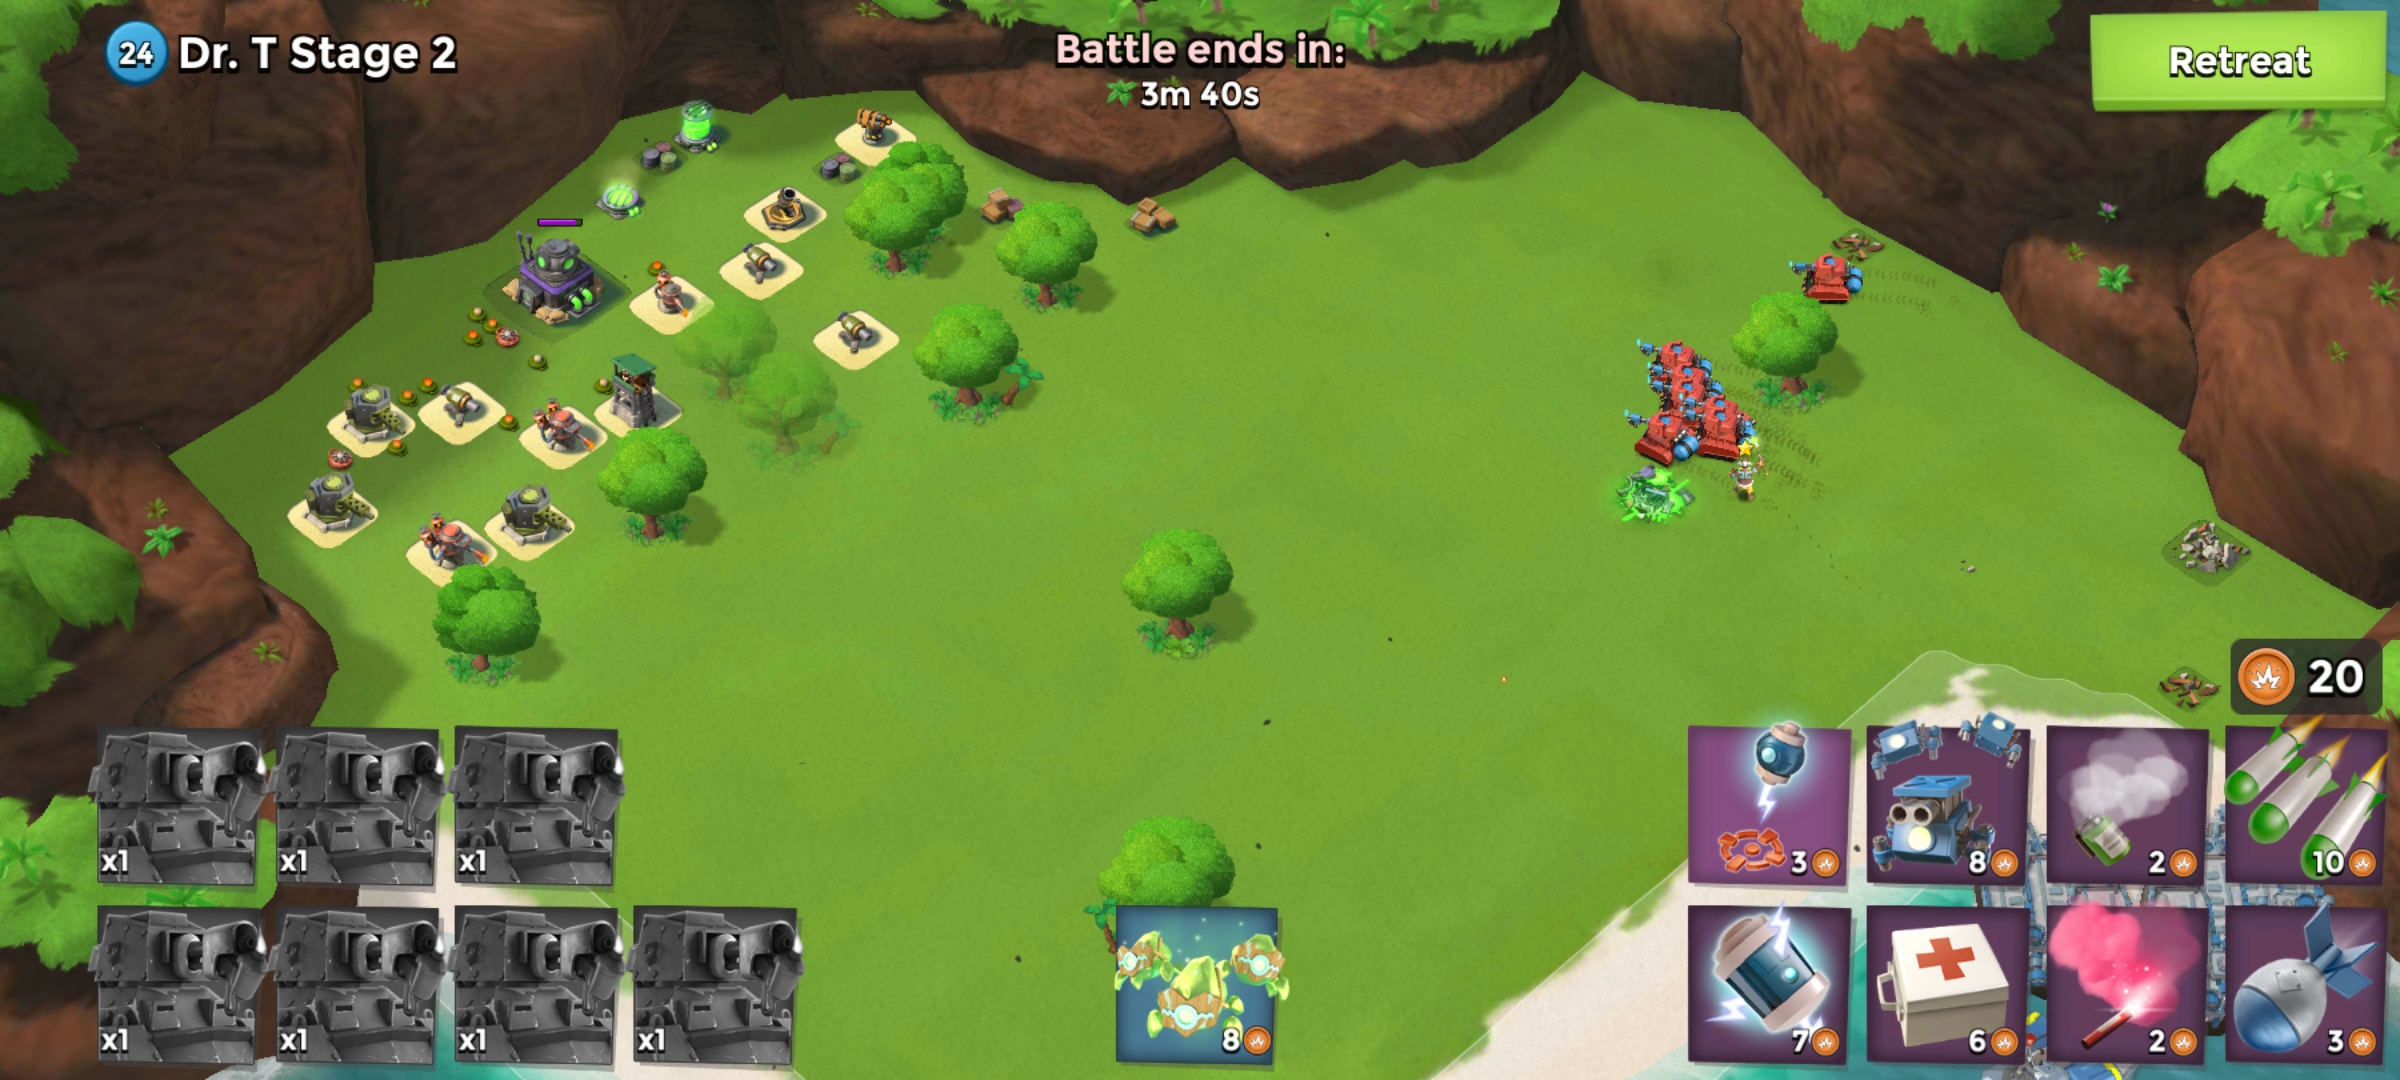 24 Dr. T Stage 2
Battle ends in:
3m 40s
Retreat
20
x1 x1 x1
3 8 2 10
x1 x1 x1 x1
8
7 6 2 3